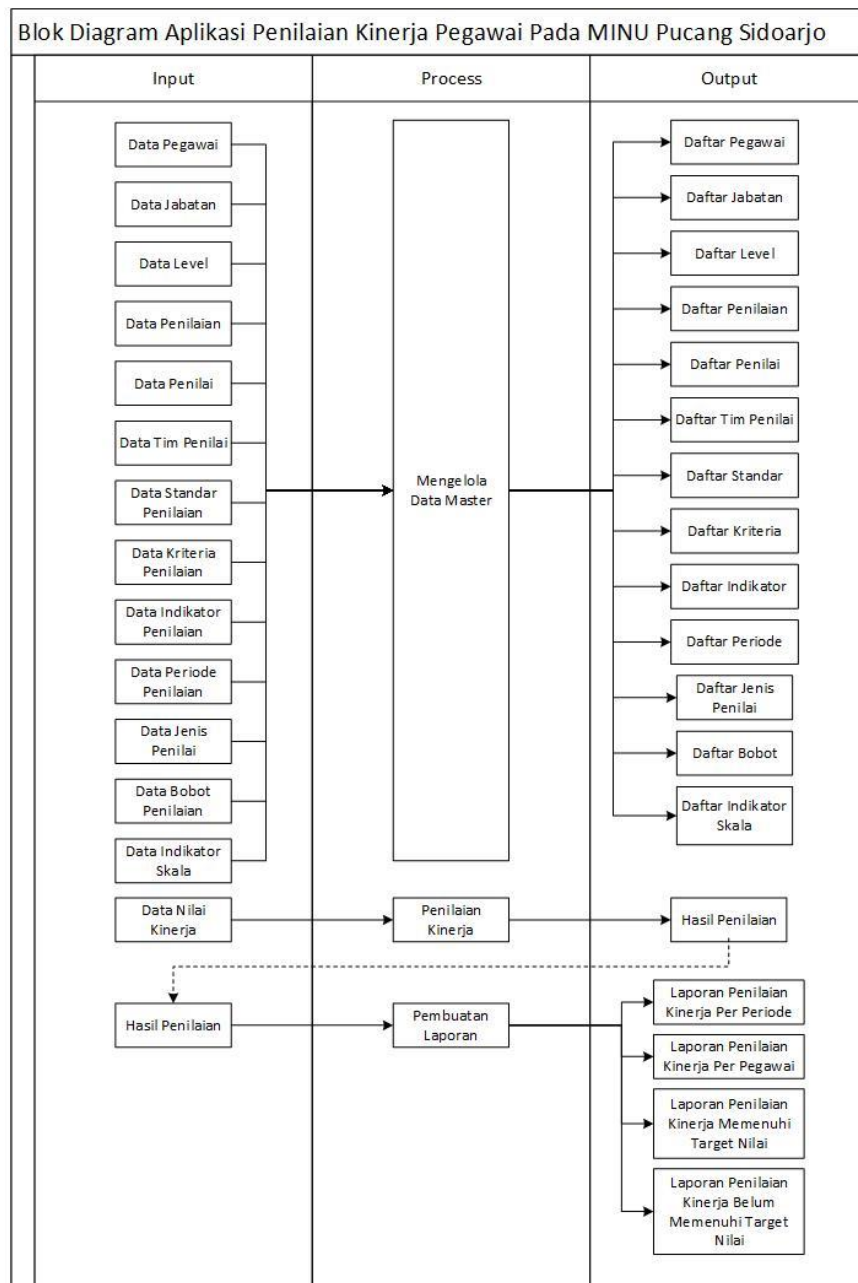 Blok Diagram Aplikasi Penilaian Kinerja Pegawai Pada MINU Pucang Sidoarjo
Input
Process
Output
Data Pegawai
Data Jabatan
Data Level
Data Penilaian
Data Penilai
Data Tim Penilai
Data Standar
Penilaian
Data Kriteria
Penilaian
Data Indikator
Penilaian
Data Periode
Penilaian
Data Jenis
Penilai
Data Bobot
Penilaian
Data Indikator
Skala
Mengelola
Data Master
Daftar Pegawai
Daftar Jabatan
Daftar Level
Daftar Penilaian
Daftar Penilai
Daftar Tim Penilai
Daftar Standar
Daftar Kriteria
Daftar Indikator
Daftar Periode
Daftar Jenis
Penilai
Daftar Bobot
Daftar Indikator
Skala
Data Nilai
Kinerja
Penilaian
Kinerja
Hasil Penilaian
Hasil Penilaian
Pembuatan
Laporan
Laporan Penilaian
Kinerja Per Periode
Laporan Penilaian
Kinerja Per Pegawai
Laporan Penilaian
Kinerja Memenuhi
Target Nilai
Laporan Penilaian
Kinerja Belum
Memenuhi Target
Nilai